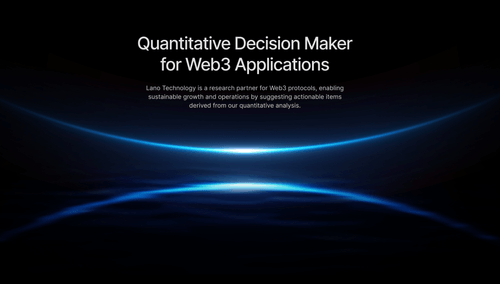 Quantitative Decision Maker
for Web3 Applications
Lano Technology is a research partner for Web3 protocols, enabling
sustainable growth and operations by suggesting actionable items
derived from our quantitative analysis.